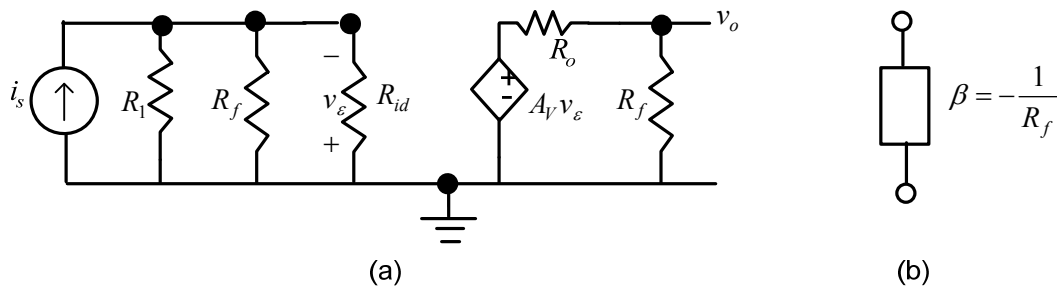 i_s
R_1
R_f
−
v_ε
+
R_id
R_o
+
-
A_V v_ε
R_f
v_o
β = − 1/R_f
(a)
(b)